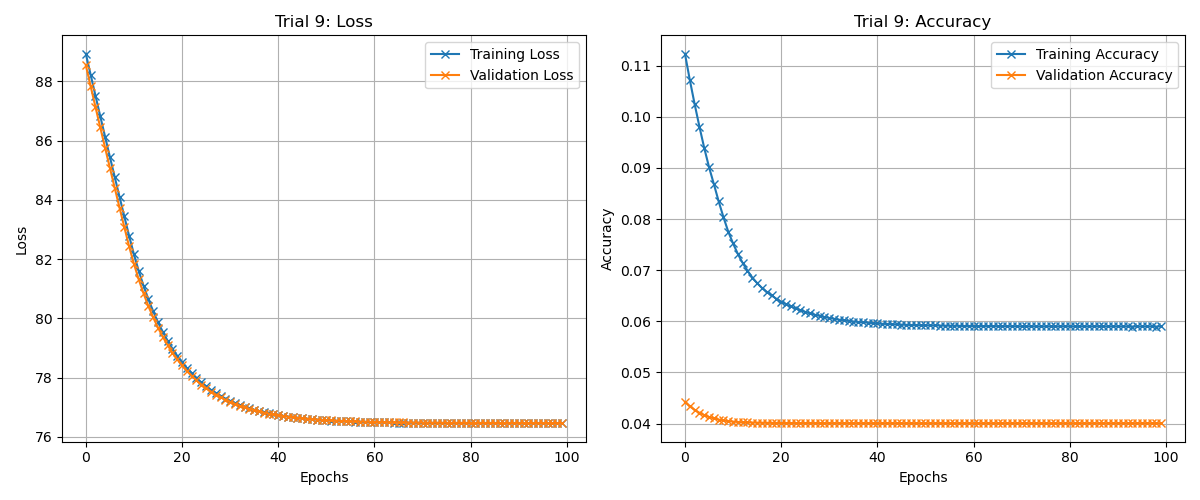 Trial 9: Loss
Training Loss
Validation Loss
Loss
88
86
84
82
80
78
76
0 20 40 60 80 100
Epochs
Trial 9: Accuracy
Training Accuracy
Validation Accuracy
Accuracy
0.11
0.10
0.09
0.08
0.07
0.06
0.05
0.04
0 20 40 60 80 100
Epochs